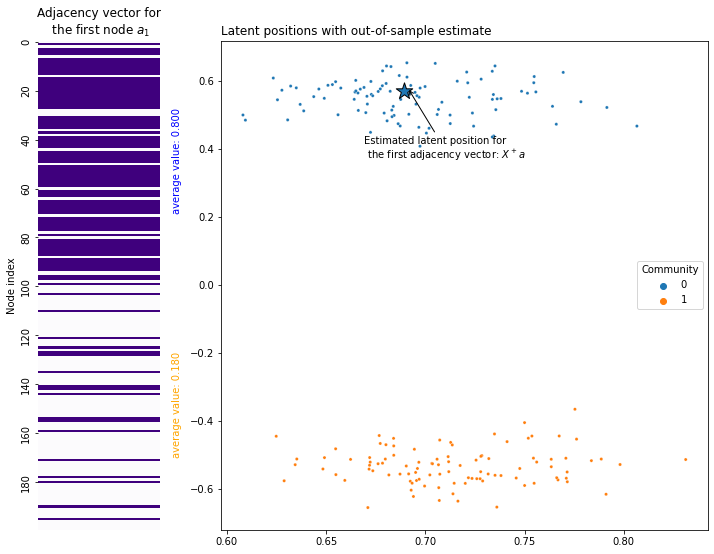 Adjacency vector for
the first node a₁
0
20
40
60
80
100
120
140
160
180
Node index
average value: 0.800
average value: 0.180
Latent positions with out-of-sample estimate
0.6
0.4
0.2
0.0
−0.2
−0.4
−0.6
0.60
0.65
0.70
0.75
0.80
Estimated latent position for
the first adjacency vector: X⁺a
Community
0
1